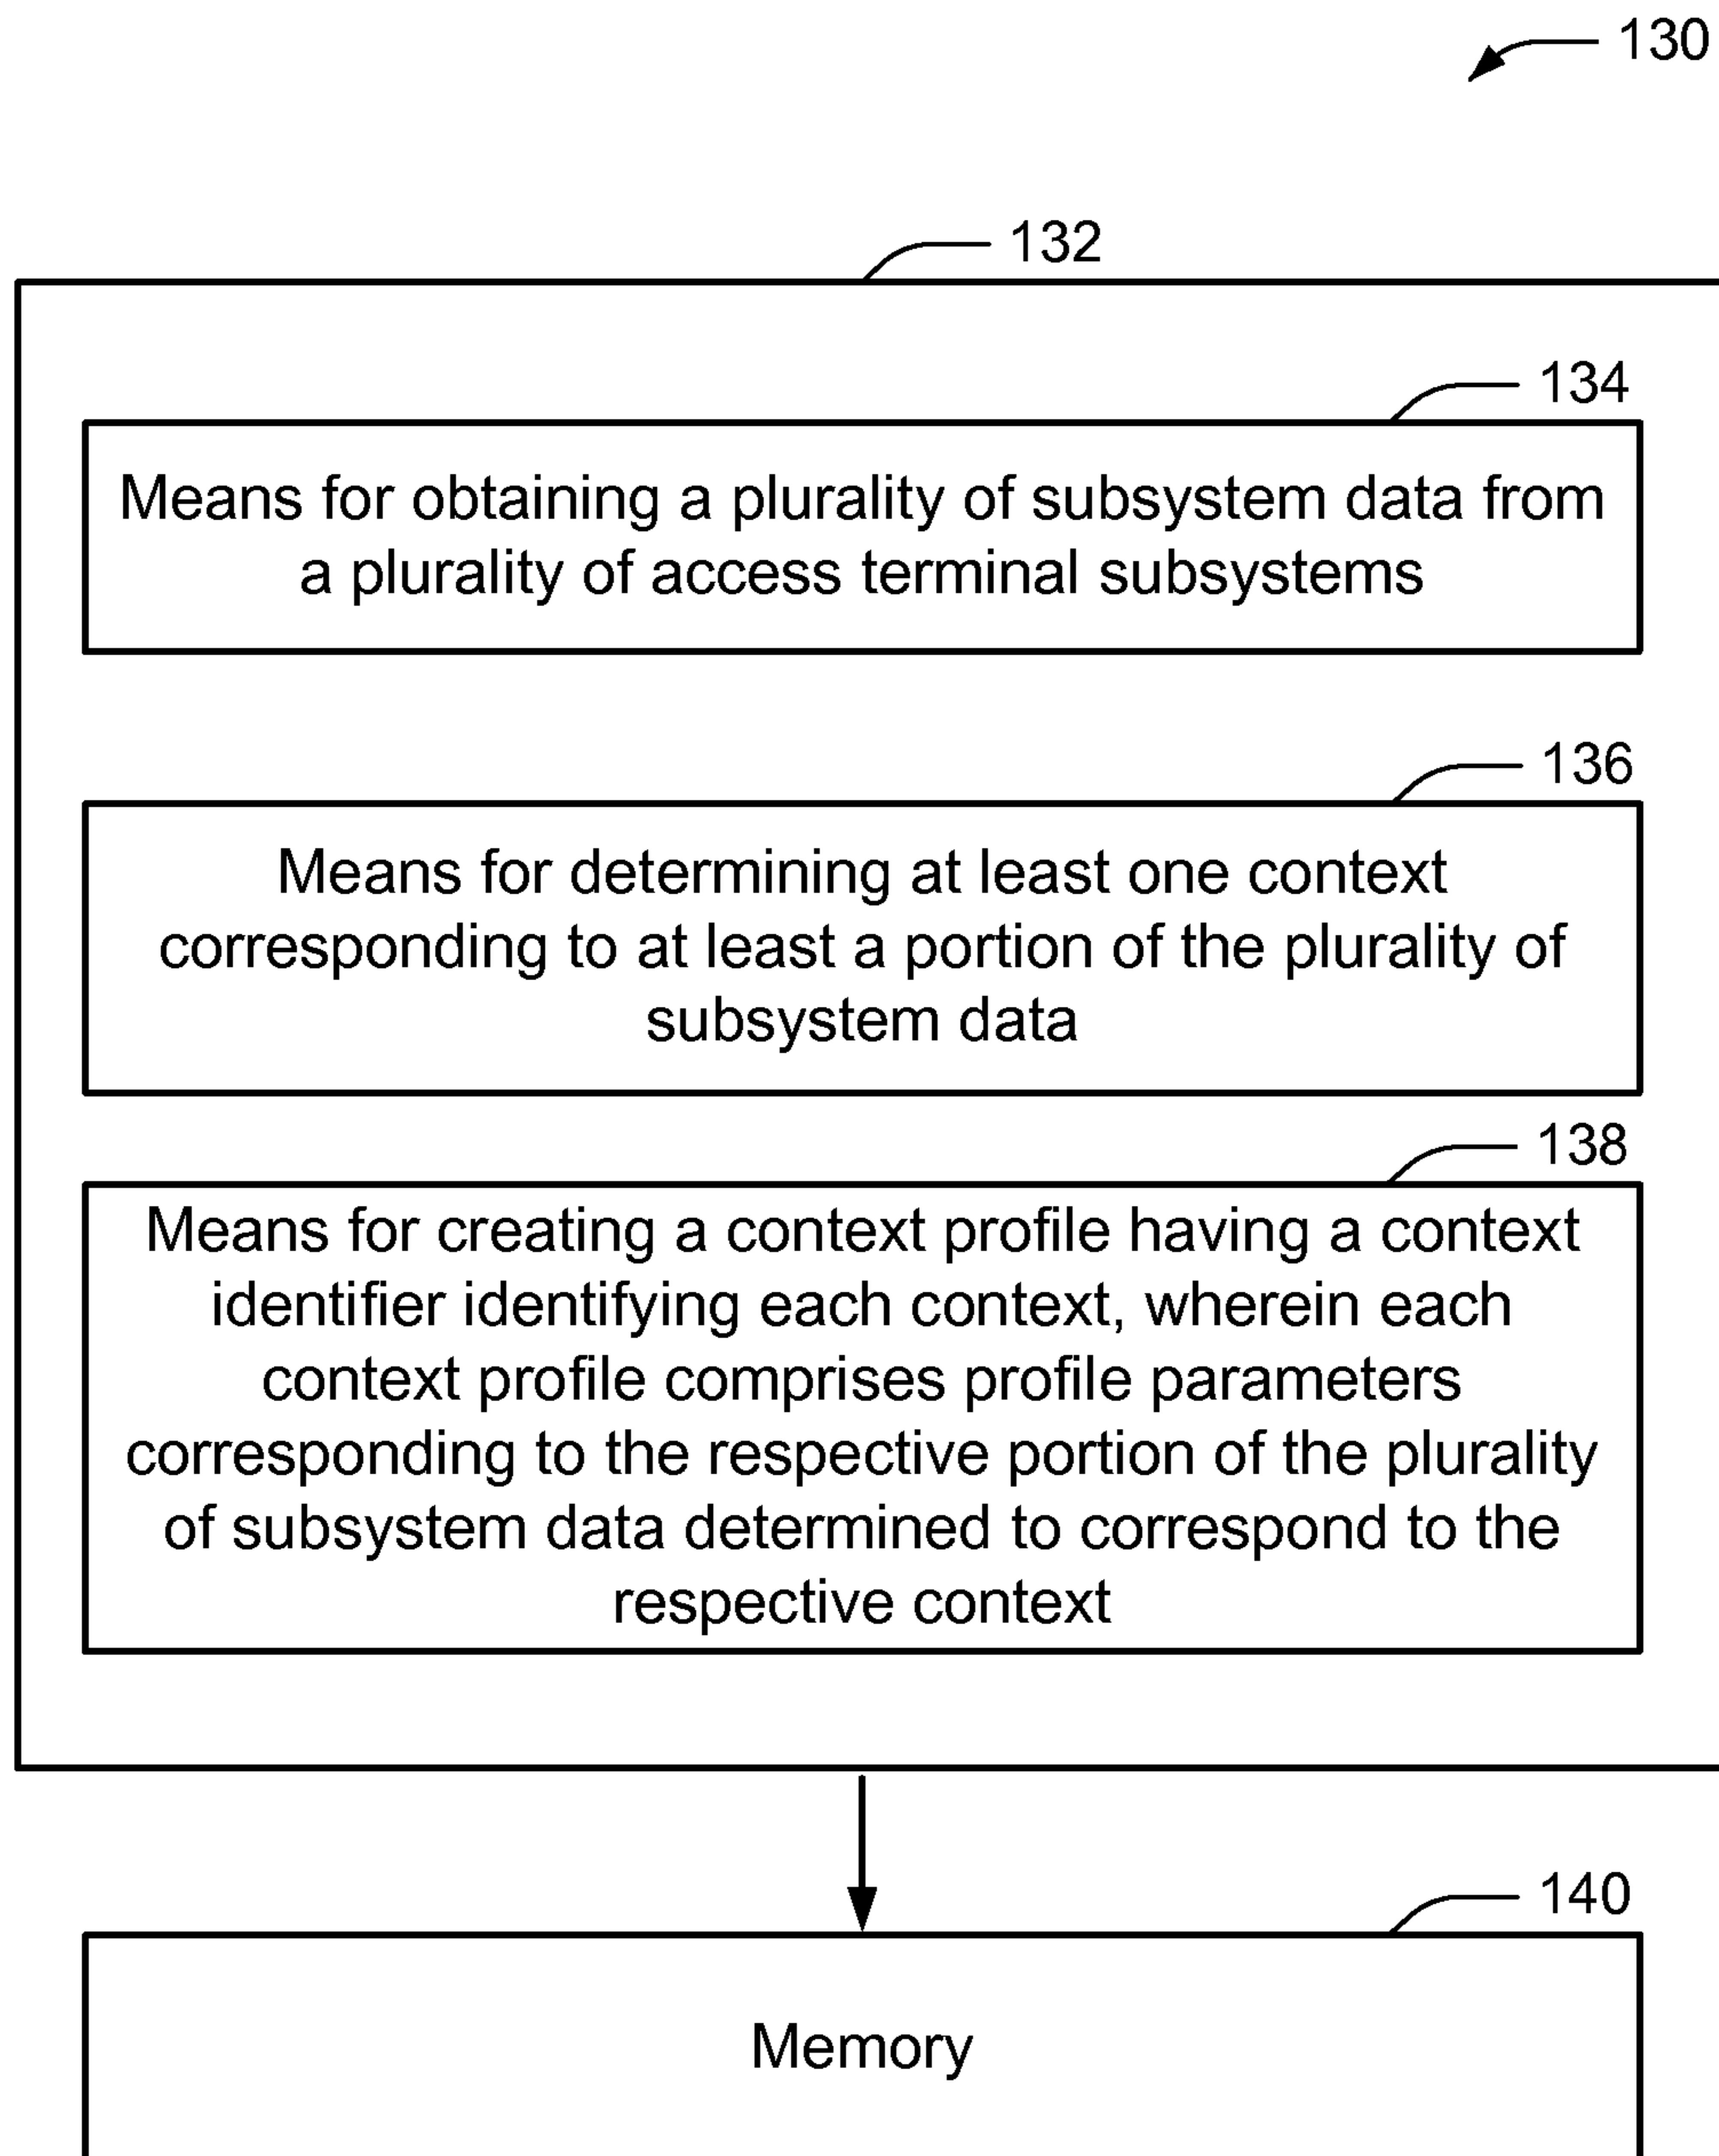 130
132
134
Means for obtaining a plurality of subsystem data from
a plurality of access terminal subsystems
136
Means for determining at least one context
corresponding to at least a portion of the plurality of
subsystem data
138
Means for creating a context profile having a context
identifier identifying each context, wherein each
context profile comprises profile parameters
corresponding to the respective portion of the plurality
of subsystem data determined to correspond to the
respective context
140
Memory